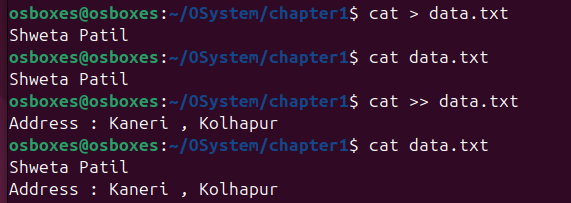 osboxes@osboxes:~/OSystem/chapter1$ cat > data.txt
Shweta Patil
osboxes@osboxes:~/OSystem/chapter1$ cat data.txt
Shweta Patil
osboxes@osboxes:~/OSystem/chapter1$ cat >> data.txt
Address : Kaneri , Kolhapur
osboxes@osboxes:~/OSystem/chapter1$ cat data.txt
Shweta Patil
Address : Kaneri , Kolhapur